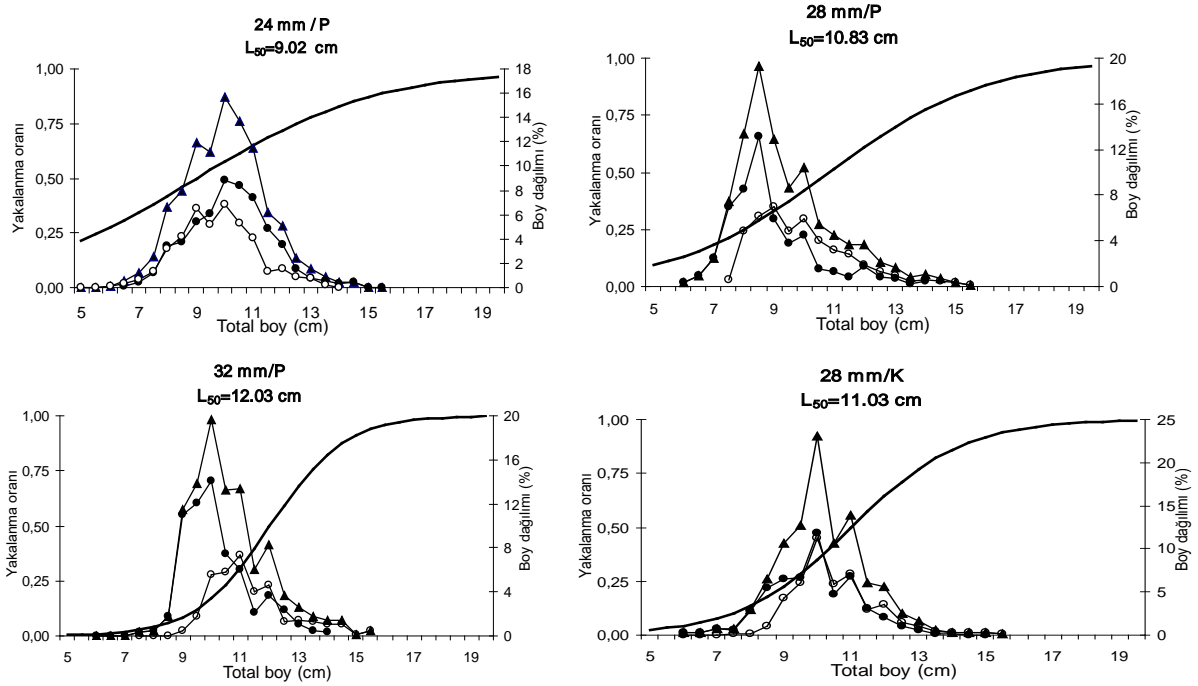 24 mm / P
L50=9.02 cm
1,00
0,75
0,50
0,25
0,00
Yakalanma oranı
18
16
14
12
10
8
6
4
2
0
Boy dağılımı (%)
5 7 9 11 13 15 17 19
Total boy (cm)
28 mm/P
L50=10.83 cm
1,00
0,75
0,50
0,25
0,00
Yakalanma oranı
20
16
12
8
4
0
Boy dağılımı (%)
5 7 9 11 13 15 17 19
Total boy (cm)
32 mm/P
L50=12.03 cm
1,00
0,75
0,50
0,25
0,00
Yakalanma oranı
20
16
12
8
4
0
Boy dağılımı (%)
5 7 9 11 13 15 17 19
Total boy (cm)
28 mm/K
L50=11.03 cm
1,00
0,75
0,50
0,25
0,00
Yakalanma oranı
25
20
15
10
5
0
Boy dağılımı (%)
5 7 9 11 13 15 17 19
Total boy (cm)